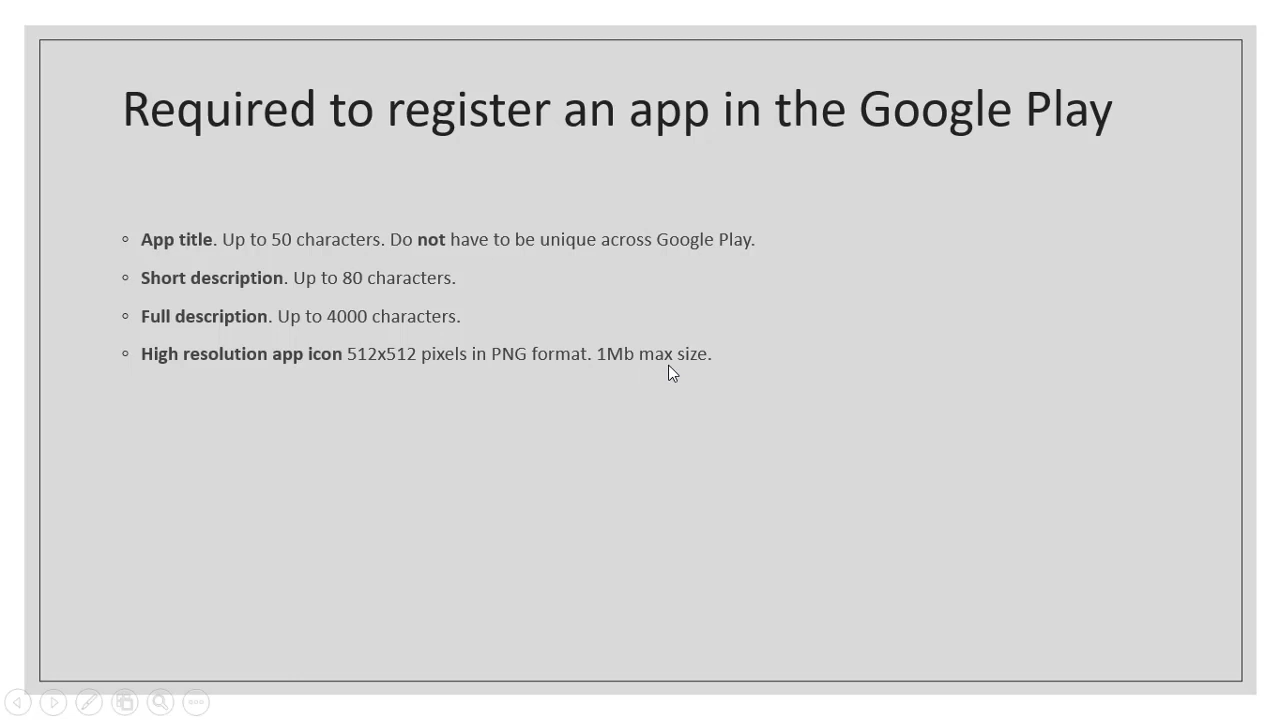 Required to register an app in the Google Play
App title. Up to 50 characters. Do not have to be unique across Google Play.
Short description. Up to 80 characters.
Full description. Up to 4000 characters.
High resolution app icon 512x512 pixels in PNG format. 1Mb max size.